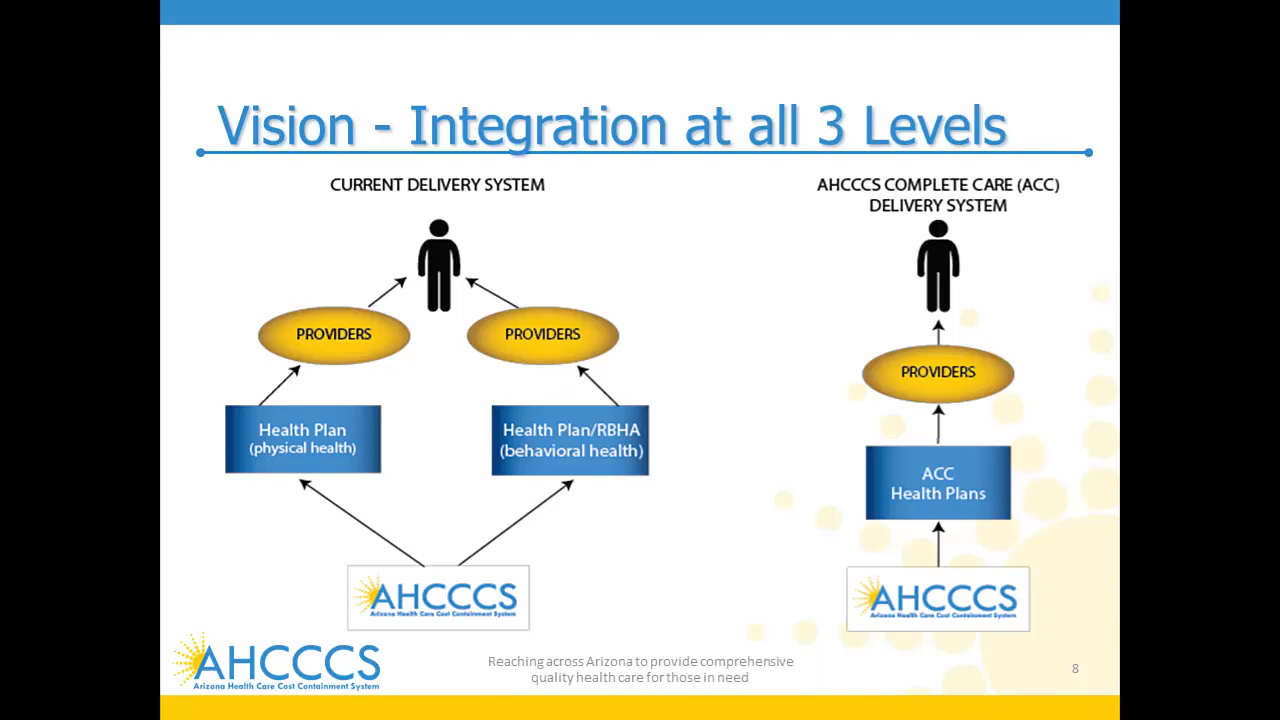 Vision - Integration at all 3 Levels
CURRENT DELIVERY SYSTEM
PROVIDERS
PROVIDERS
Health Plan
(physical health)
Health Plan/RBHA
(behavioral health)
AHCCCS
Arizona Health Care Cost Containment System
AHCCCS COMPLETE CARE (ACC)
DELIVERY SYSTEM
PROVIDERS
ACC
Health Plans
AHCCCS
Arizona Health Care Cost Containment System
AHCCCS
Arizona Health Care Cost Containment System
Reaching across Arizona to provide comprehensive
quality health care for those in need
8